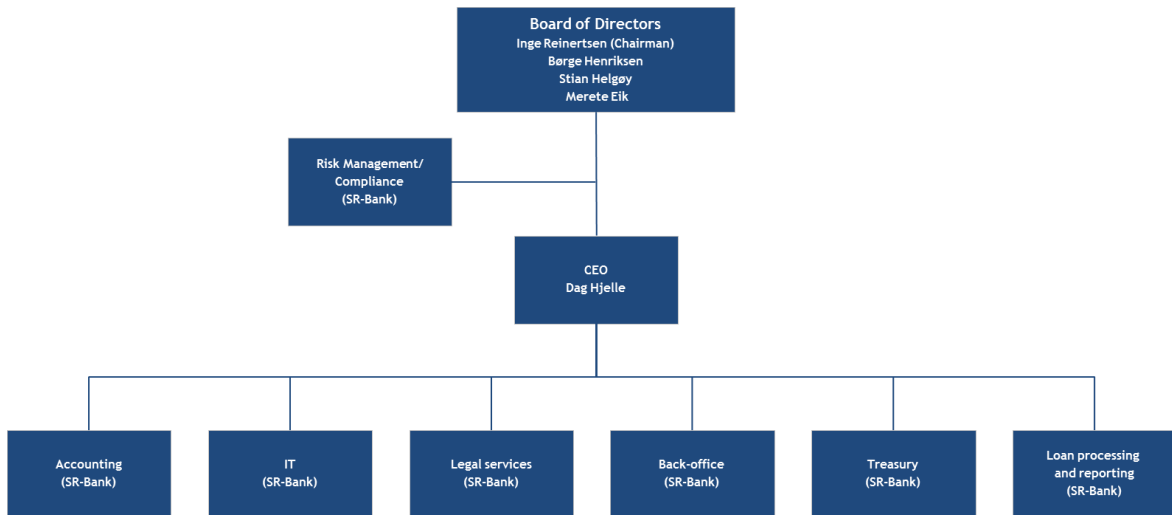 Board of Directors
Inge Reinertsen (Chairman)
Børge Henriksen
Stian Helgøy
Merete Eik
Risk Management/
Compliance
(SR-Bank)
CEO
Dag Hjelle
Accounting
(SR-Bank)
IT
(SR-Bank)
Legal services
(SR-Bank)
Back-office
(SR-Bank)
Treasury
(SR-Bank)
Loan processing
and reporting
(SR-Bank)